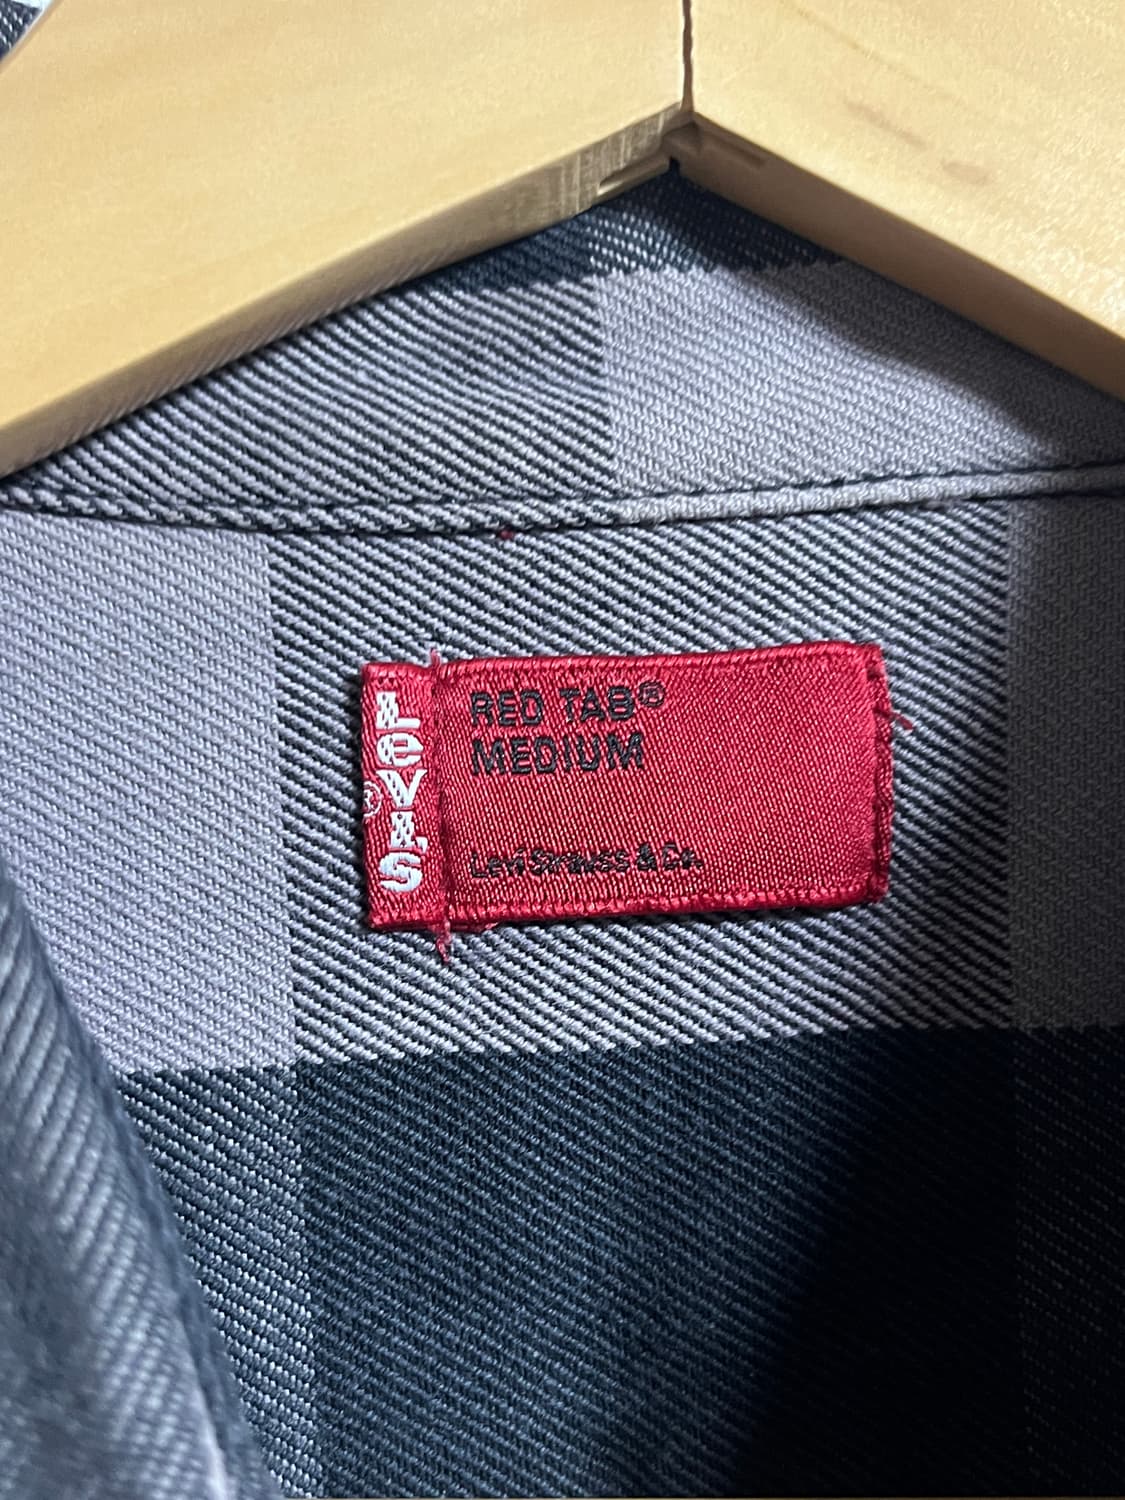 LEVI'S
®
RED TAB®
MEDIUM
Levi Strauss & Co.